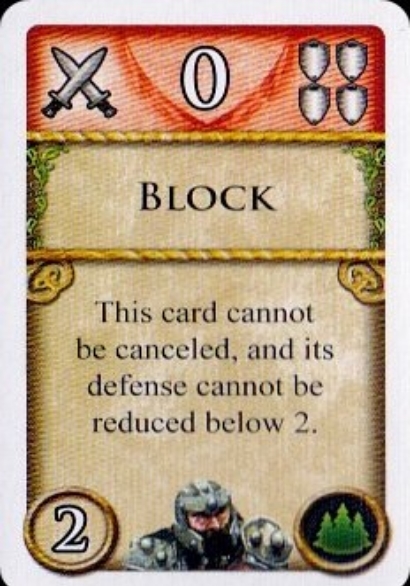 0
BLOCK
This card cannot
be canceled, and its
defense cannot be
reduced below 2.
2